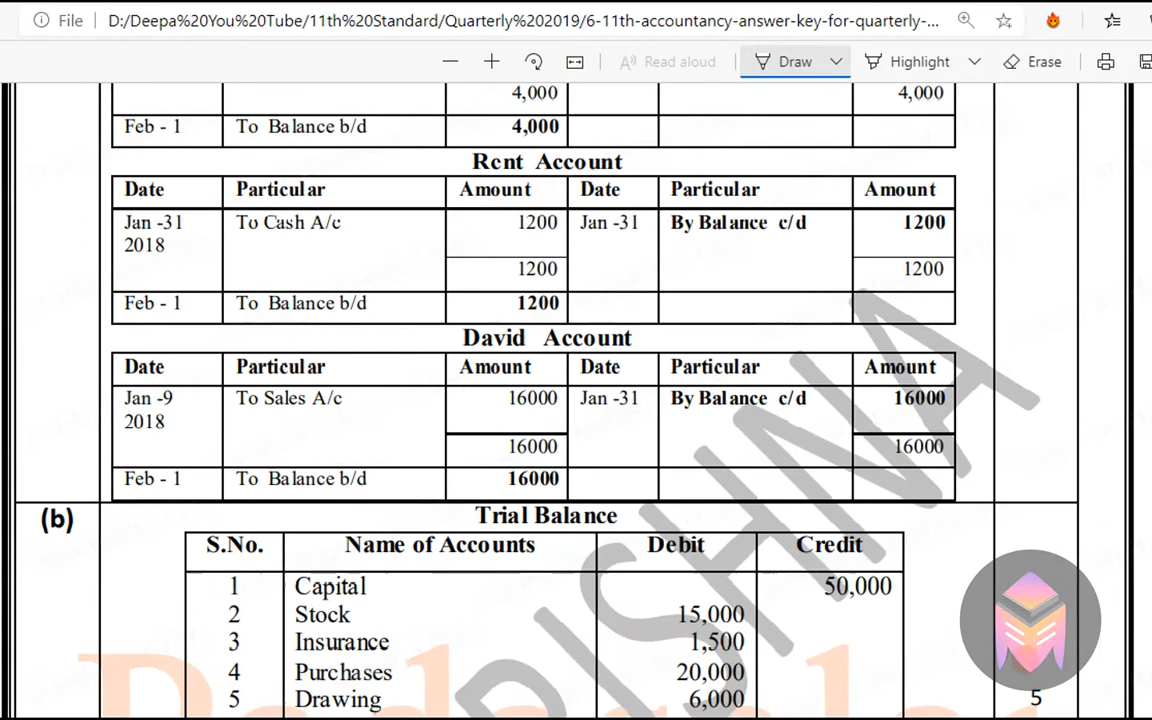 File D:/Deepa%20You%20Tube/11th%20Standard/Quarterly%202019/6-11th-accountancy-answer-key-for-quarterly-...
Read aloud Draw Highlight Erase
4,000 4,000
Feb - 1 To Balance b/d 4,000
Rent Account
Date Particular Amount Date Particular Amount
Jan -31 To Cash A/c 1200 Jan -31 By Balance c/d 1200
2018
1200 1200
Feb - 1 To Balance b/d 1200
David Account
Date Particular Amount Date Particular Amount
Jan -9 To Sales A/c 16000 Jan -31 By Balance c/d 16000
2018
16000 16000
Feb - 1 To Balance b/d 16000
(b) Trial Balance
S.No. Name of Accounts Debit Credit
1 Capital 50,000
2 Stock 15,000
3 Insurance 1,500
4 Purchases 20,000
5 Drawing 6,000
5
RISHNA